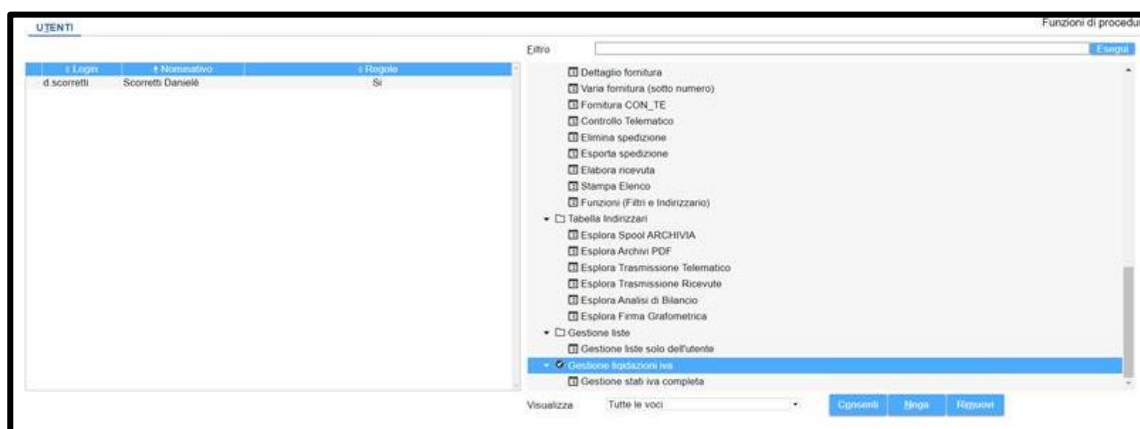 UTENTI
Funzioni di procedur
Filtro
Esegui
Login Nominativo Regole
d.scorretti Scorretti Danielè Si
Dettaglio fornitura
Varia fornitura (sotto numero)
Fornitura CON_TE
Controllo Telematico
Elimina spedizione
Esporta spedizione
Elabora ricevuta
Stampa Elenco
Funzioni (Filtri e Indirizzario)
Tabella Indirizzari
Esplora Spool ARCHIVIA
Esplora Archivi PDF
Esplora Trasmissione Telematico
Esplora Trasmissione Ricevute
Esplora Analisi di Bilancio
Esplora Firma Grafometrica
Gestione liste
Gestione liste solo dell'utente
Gestione liqidazioni iva
Gestione stati iva completa
Visualizza Tutte le voci Consenti Nega Rimuovi